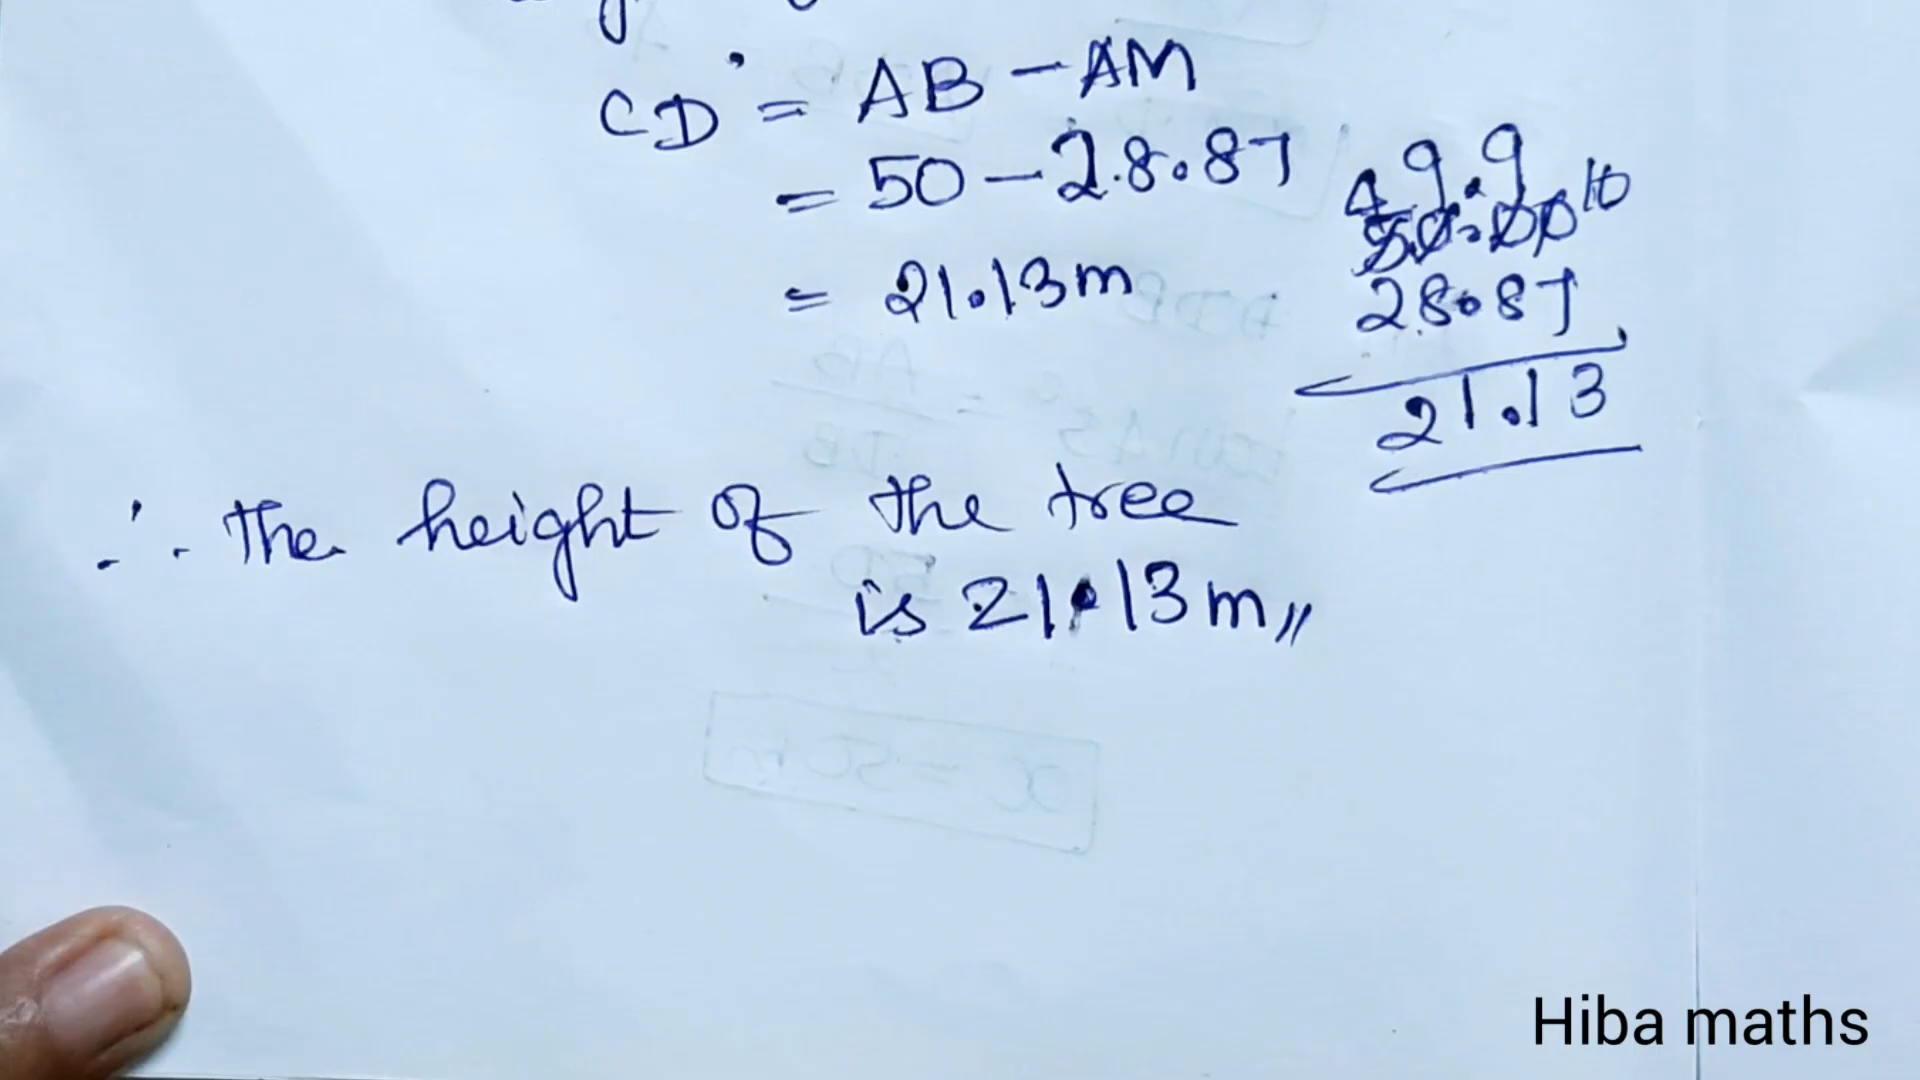 CD = AB - AM
= 50 - 28.87
= 21.13m
49.9 10
50.00
28.87
21.13
∴ The height of the tree
is 21.13m,,
Hiba maths